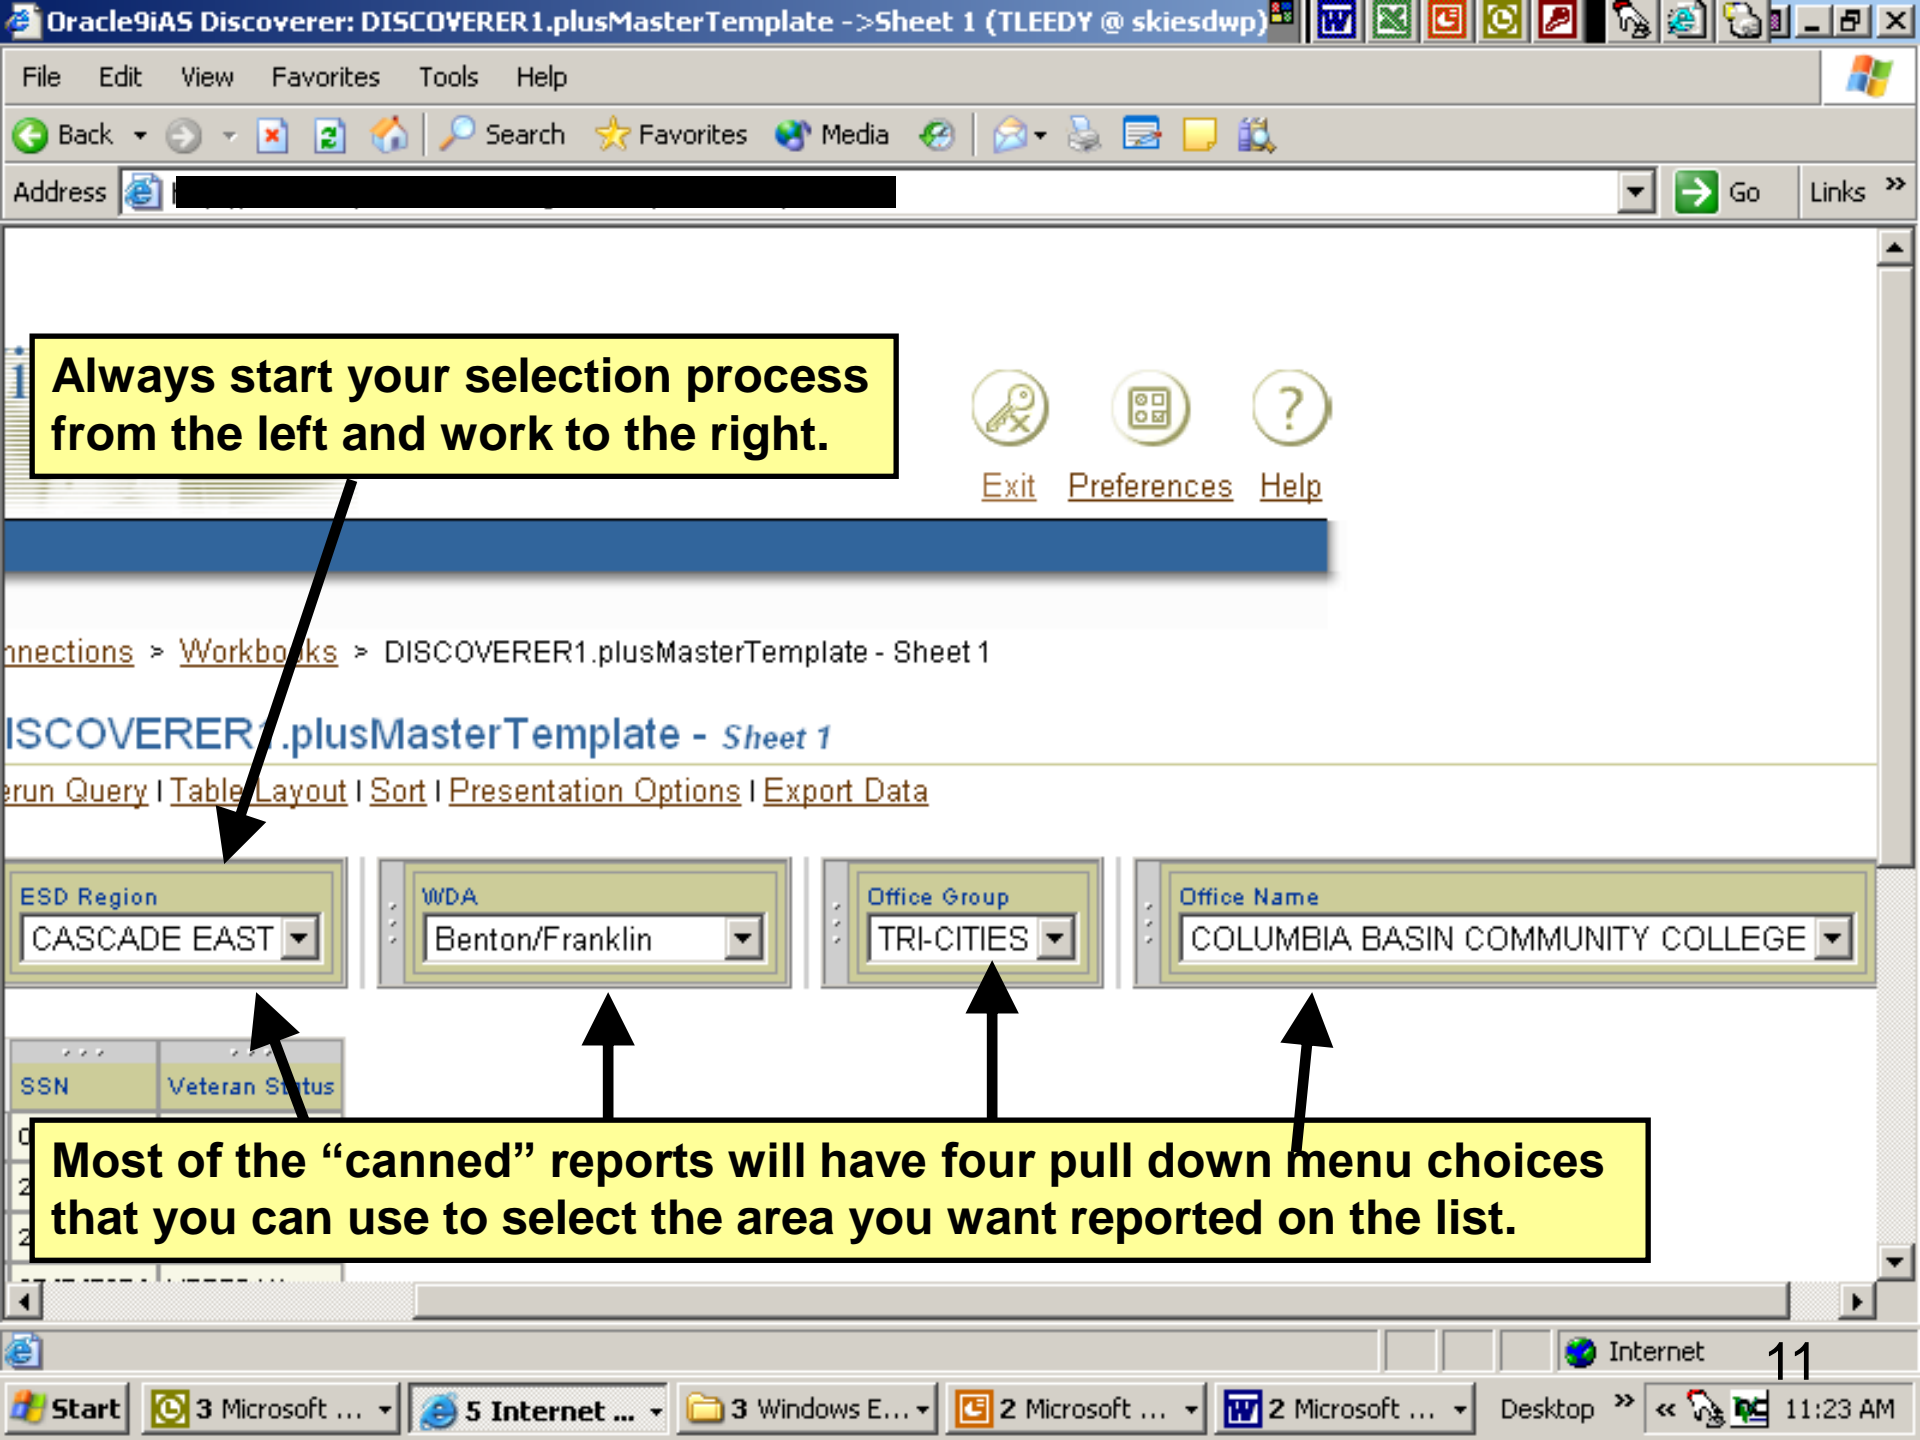 Oracle9iAS Discoverer: DISCOVERER1.plusMasterTemplate ->Sheet 1 (TLEEDY @ skiesdwp)
File Edit View Favorites Tools Help
Back Search Favorites Media
Address Go Links »
Always start your selection process
from the left and work to the right.
Exit Preferences Help
nnections > Workbooks > DISCOVERER1.plusMasterTemplate - Sheet 1
ISCOVERER1.plusMasterTemplate - Sheet 1
erun Query | Table Layout | Sort | Presentation Options | Export Data
ESD Region WDA Office Group Office Name
CASCADE EAST Benton/Franklin TRI-CITIES COLUMBIA BASIN COMMUNITY COLLEGE
SSN Veteran Status
Most of the “canned” reports will have four pull down menu choices
that you can use to select the area you want reported on the list.
Internet 11
Start 3 Microsoft ... 5 Internet ... 3 Windows E... 2 Microsoft ... 2 Microsoft ... Desktop » « 11:23 AM